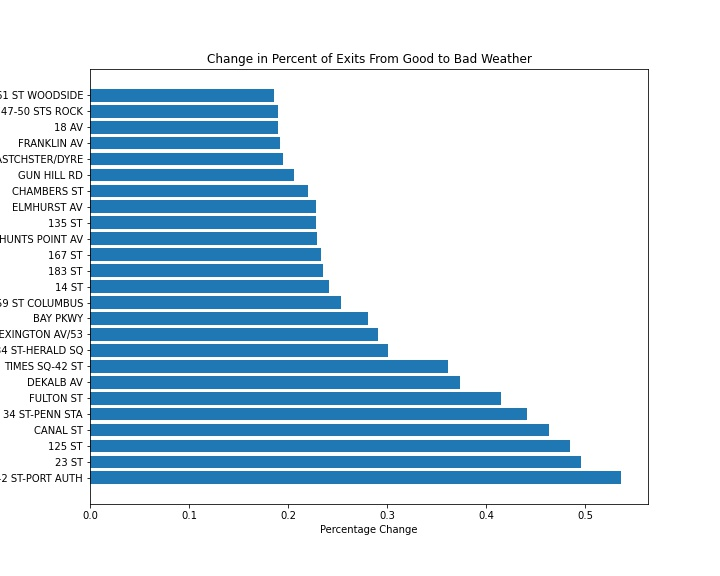 Change in Percent of Exits From Good to Bad Weather
61 ST WOODSIDE
47-50 STS ROCK
18 AV
FRANKLIN AV
ASTCHSTER/DYRE
GUN HILL RD
CHAMBERS ST
ELMHURST AV
135 ST
HUNTS POINT AV
167 ST
183 ST
14 ST
59 ST COLUMBUS
BAY PKWY
EXINGTON AV/53
34 ST-HERALD SQ
TIMES SQ-42 ST
DEKALB AV
FULTON ST
34 ST-PENN STA
CANAL ST
125 ST
23 ST
2 ST-PORT AUTH
0.0 0.1 0.2 0.3 0.4 0.5
Percentage Change